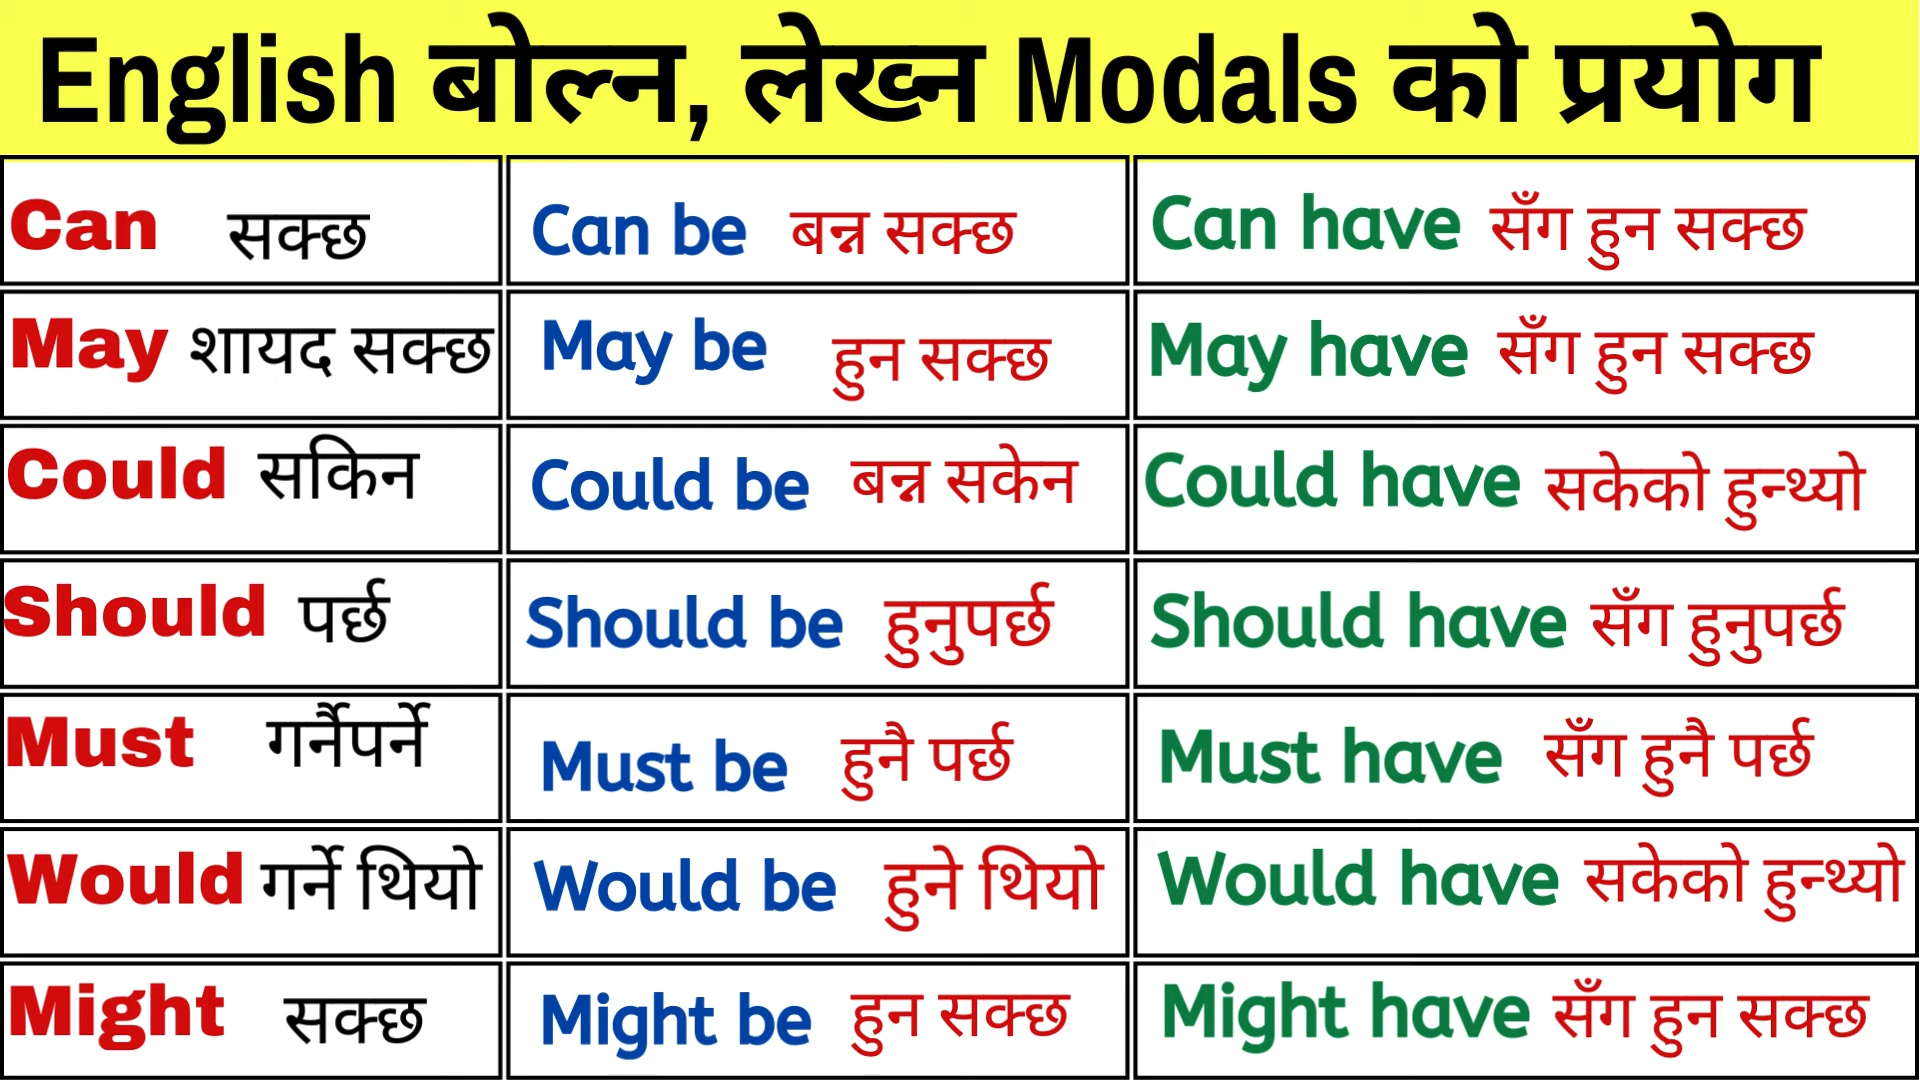 English बोल्न, लेख्न Modals को प्रयोग
Can सक्छ Can be बन्न सक्छ Can have सँग हुन सक्छ
May शायद सक्छ May be हुन सक्छ May have सँग हुन सक्छ
Could सकिन Could be बन्न सकेन Could have सकेको हुन्थ्यो
Should पर्छ Should be हुनुपर्छ Should have सँग हुनुपर्छ
Must गर्नैपर्ने Must be हुनै पर्छ Must have सँग हुनै पर्छ
Would गर्ने थियो Would be हुने थियो Would have सकेको हुन्थ्यो
Might सक्छ Might be हुन सक्छ Might have सँग हुन सक्छ